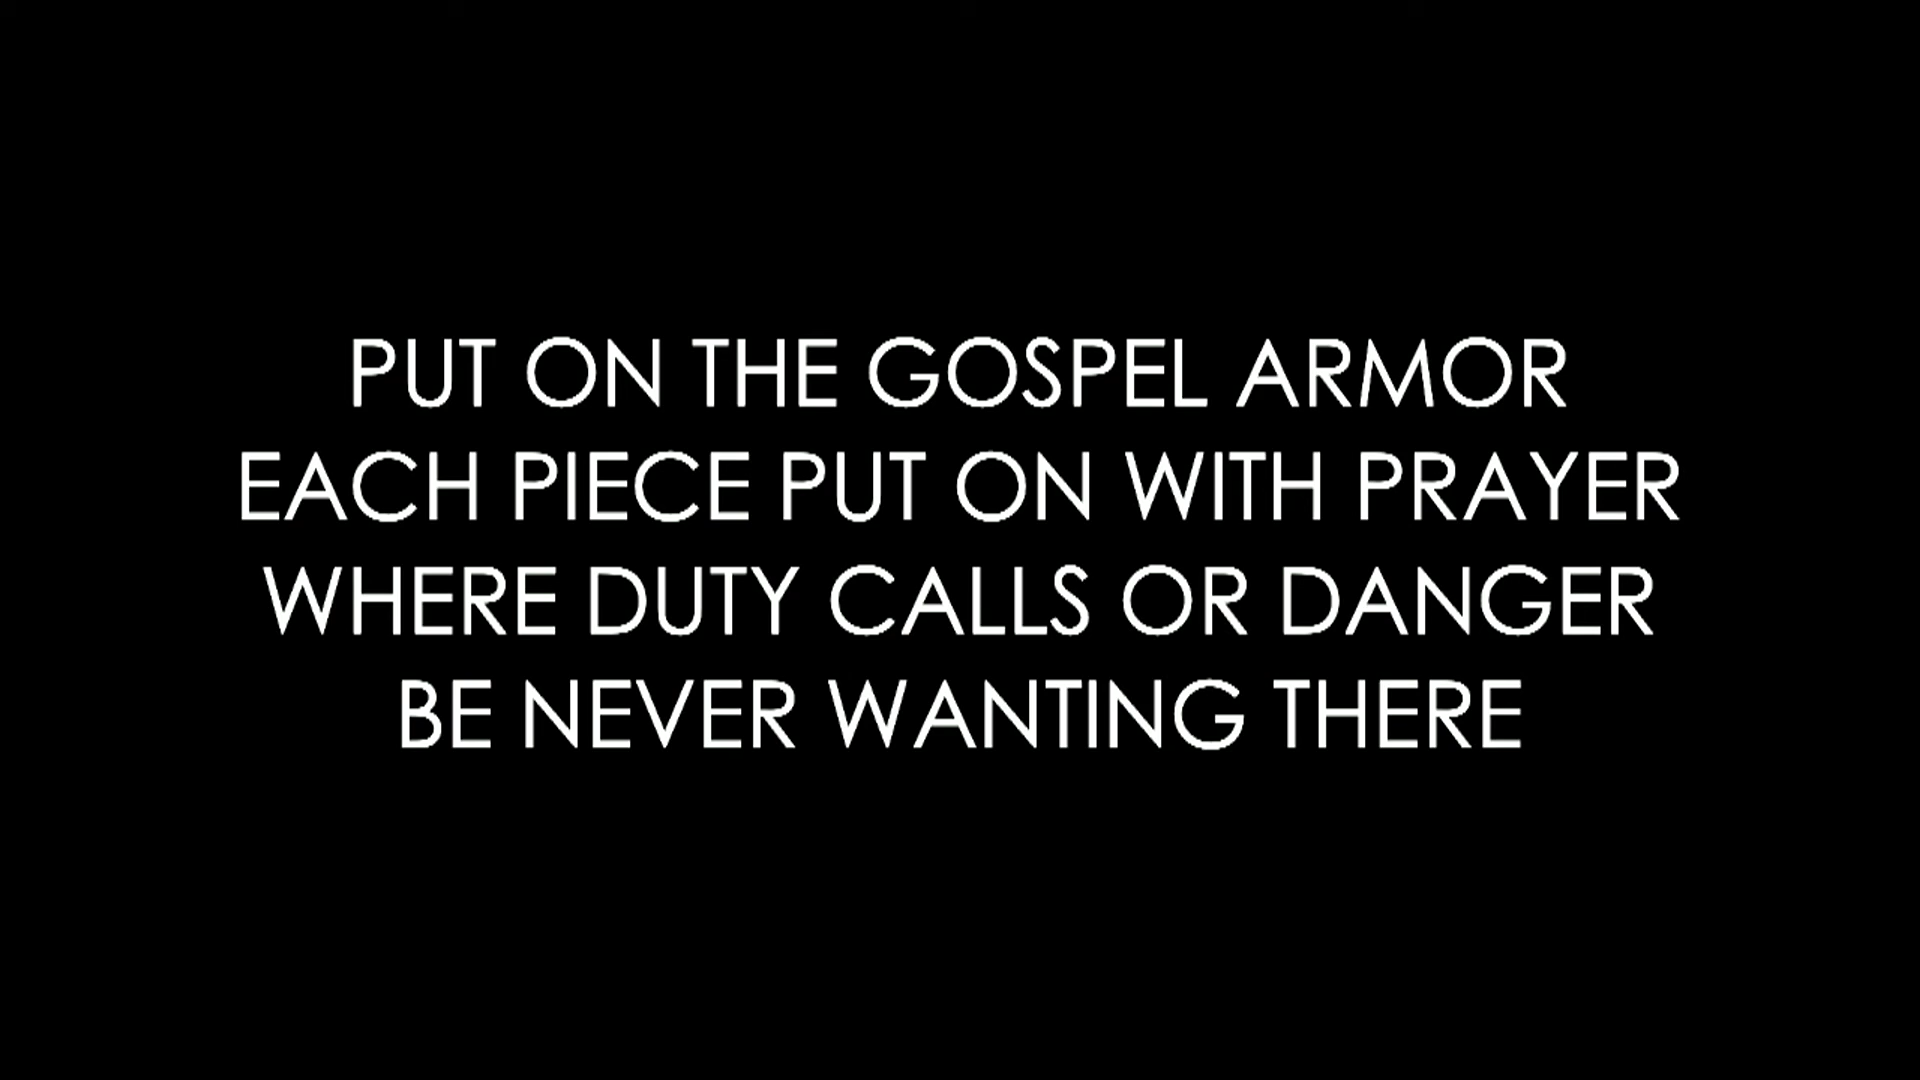 PUT ON THE GOSPEL ARMOR
EACH PIECE PUT ON WITH PRAYER
WHERE DUTY CALLS OR DANGER
BE NEVER WANTING THERE